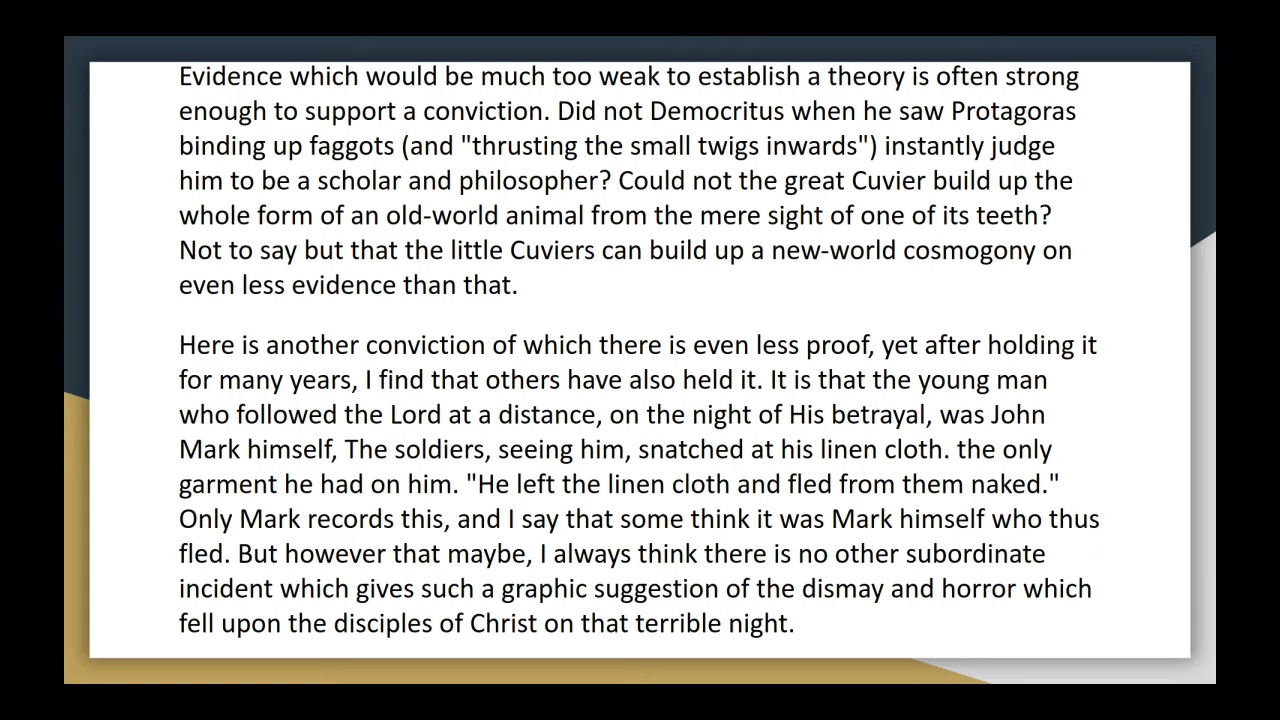 Evidence which would be much too weak to establish a theory is often strong
enough to support a conviction. Did not Democritus when he saw Protagoras
binding up faggots (and "thrusting the small twigs inwards") instantly judge
him to be a scholar and philosopher? Could not the great Cuvier build up the
whole form of an old-world animal from the mere sight of one of its teeth?
Not to say but that the little Cuviers can build up a new-world cosmogony on
even less evidence than that.
Here is another conviction of which there is even less proof, yet after holding it
for many years, I find that others have also held it. It is that the young man
who followed the Lord at a distance, on the night of His betrayal, was John
Mark himself, The soldiers, seeing him, snatched at his linen cloth. the only
garment he had on him. "He left the linen cloth and fled from them naked."
Only Mark records this, and I say that some think it was Mark himself who thus
fled. But however that maybe, I always think there is no other subordinate
incident which gives such a graphic suggestion of the dismay and horror which
fell upon the disciples of Christ on that terrible night.